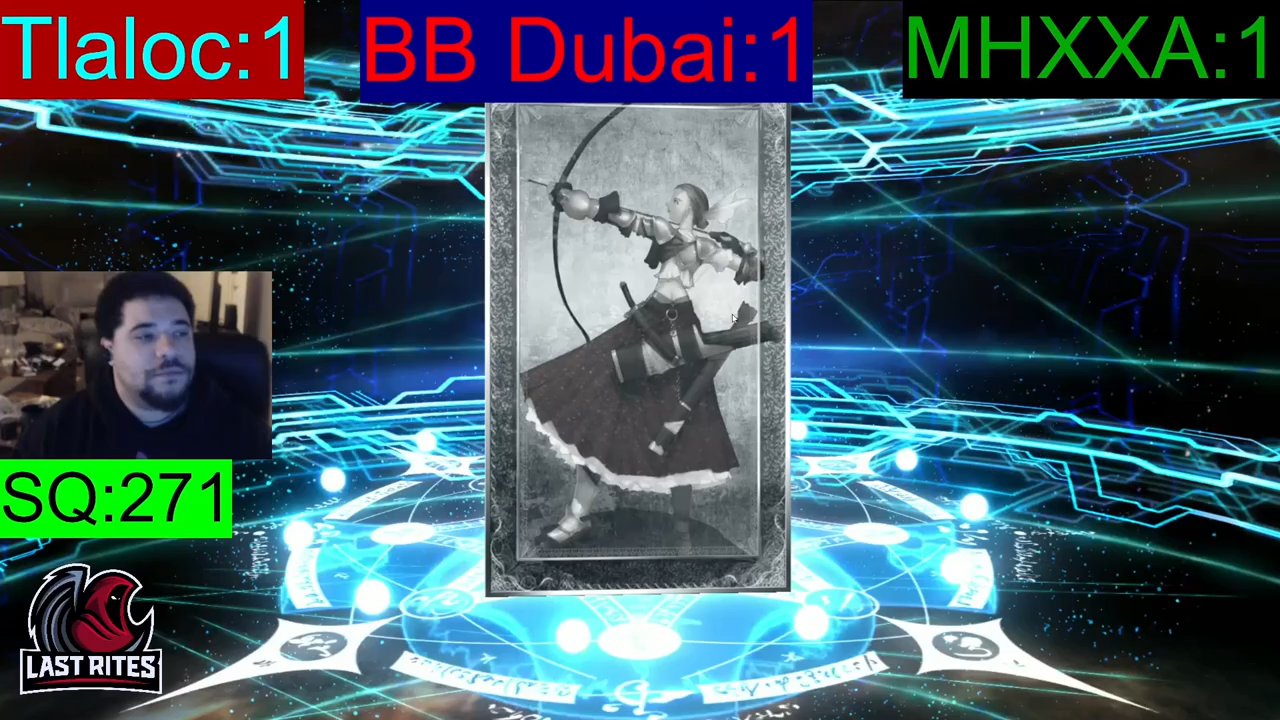 Tlaloc:1
BB Dubai:1
MHXXA:1
SQ:271
LAST RITES